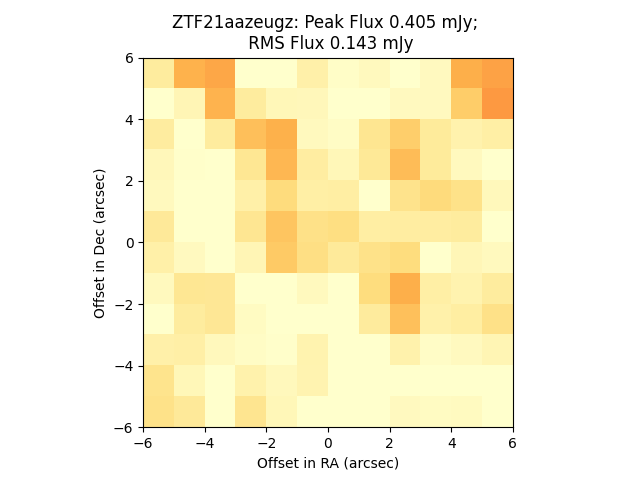 ZTF21aazeugz: Peak Flux 0.405 mJy;
RMS Flux 0.143 mJy
6
4
2
0
−2
−4
−6
Offset in Dec (arcsec)
−6 −4 −2 0 2 4 6
Offset in RA (arcsec)